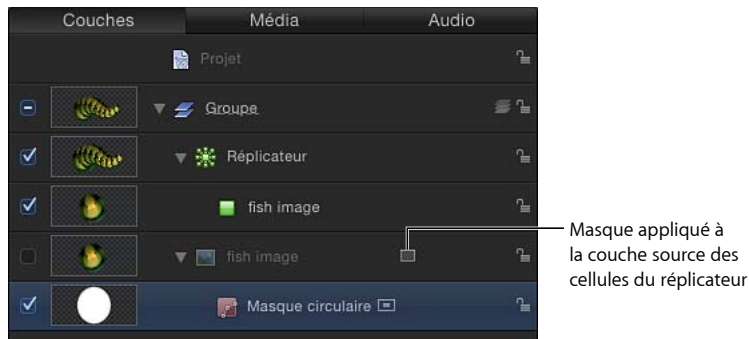 Couches Média Audio
Projet
Groupe
Réplicateur
fish image
fish image
Masque circulaire
Masque appliqué à
la couche source des
cellules du réplicateur